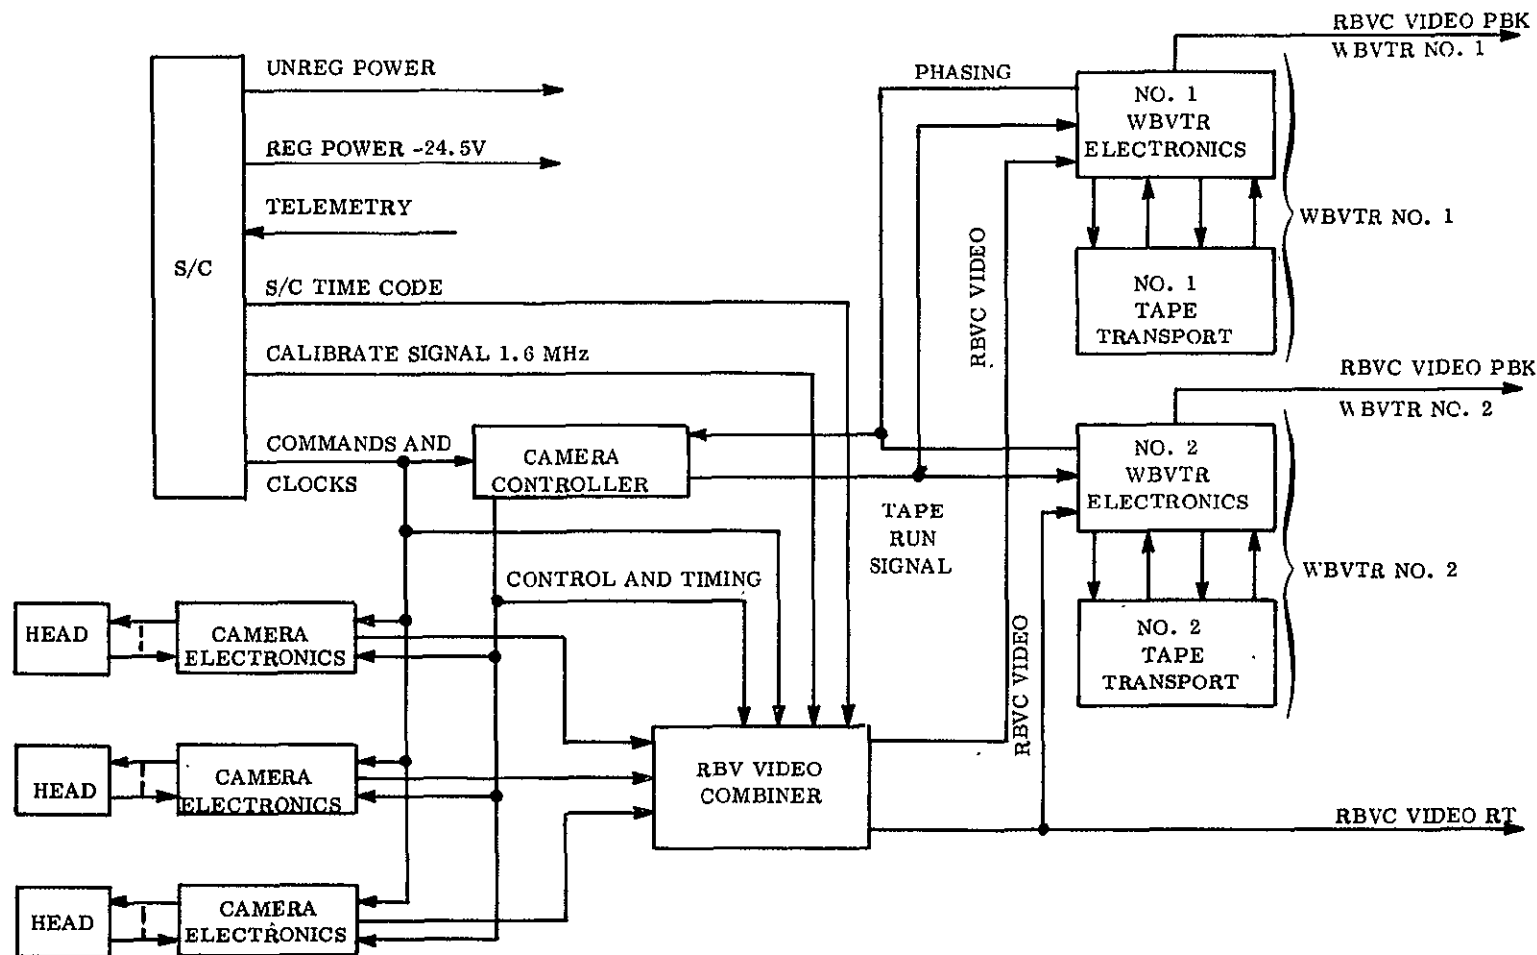 RBVC VIDEO PBK
WBVTR NO. 1
UNREG POWER
PHASING
NO. 1
WBVTR
ELECTRONICS
REG POWER -24.5V
TELEMETRY
WBVTR NO. 1
S/C
RBVC VIDEO
S/C TIME CODE
NO. 1
TAPE
TRANSPORT
CALIBRATE SIGNAL 1.6 MHz
RBVC VIDEO PBK
WBVTR NO. 2
COMMANDS AND
CLOCKS
CAMERA
CONTROLLER
NO. 2
WBVTR
ELECTRONICS
TAPE
RUN
SIGNAL
CONTROL AND TIMING
WBVTR NO. 2
HEAD
CAMERA
ELECTRONICS
RBVC VIDEO
NO. 2
TAPE
TRANSPORT
HEAD
CAMERA
ELECTRONICS
RBV VIDEO
COMBINER
RBVC VIDEO RT
HEAD
CAMERA
ELECTRONICS